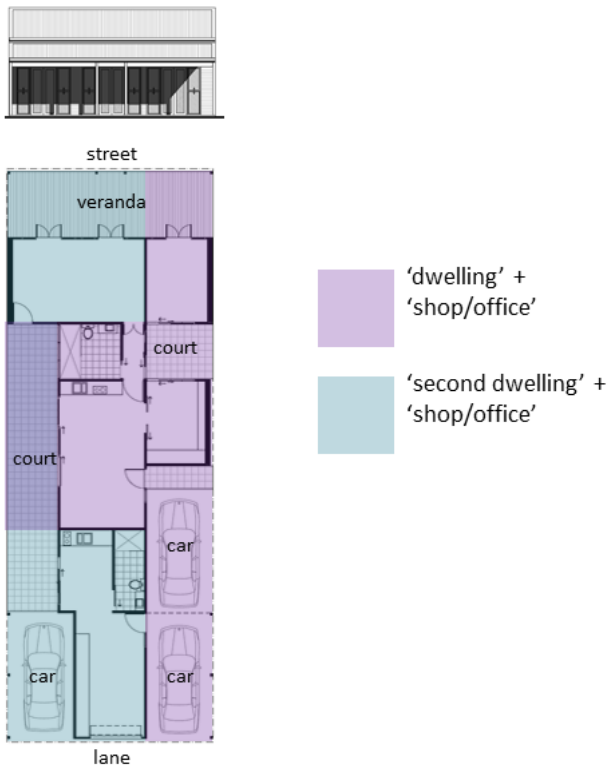 street
veranda
court
court
car
car
car
lane
‘dwelling’ +
‘shop/office’
‘second dwelling’ +
‘shop/office’